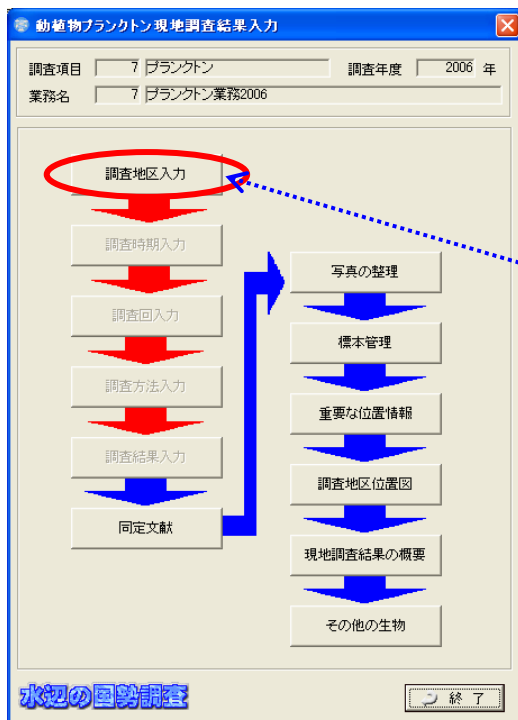 動植物プランクトン現地調査結果入力
調査項目 7 プランクトン 調査年度 2006 年
業務名 7 プランクトン業務2006
調査地区入力
調査時期入力
調査回入力
調査方法入力
調査結果入力
同定文献
写真の整理
標本管理
重要な位置情報
調査地区位置図
現地調査結果の概要
その他の生物
水辺の国勢調査
終了